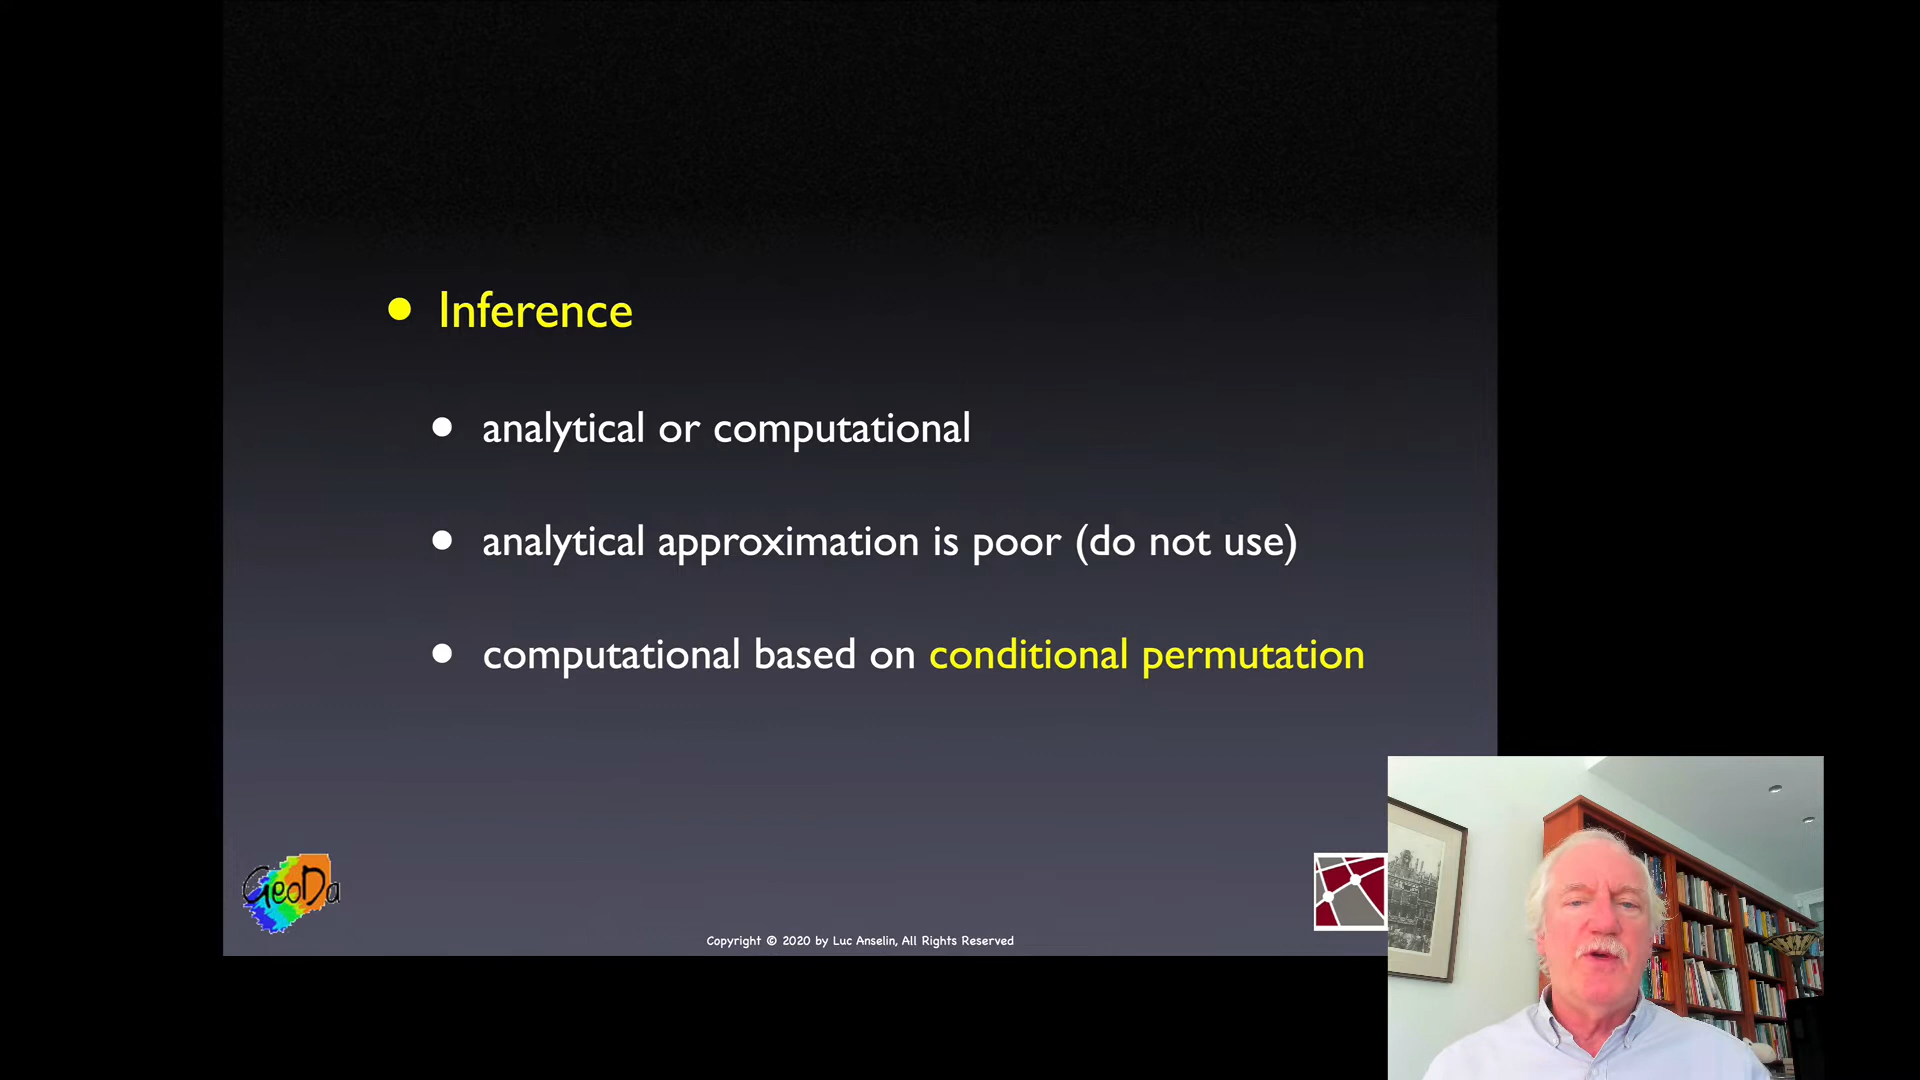 Inference
analytical or computational
analytical approximation is poor (do not use)
computational based on conditional permutation
GeoDa
Copyright © 2020 by Luc Anselin, All Rights Reserved